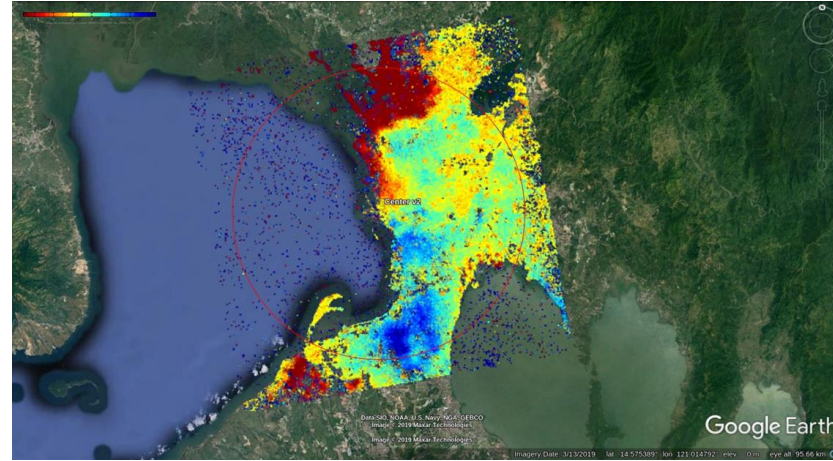 Center v2
Data SIO, NOAA, U.S. Navy, NGA, GEBCO
Image © 2019 Maxar Technologies
Image © 2019 Maxar Technologies
Google Earth
Imagery Date: 3/13/2019 lat 14.575389° lon 121.014792° elev 0 m eye alt 95.66 km